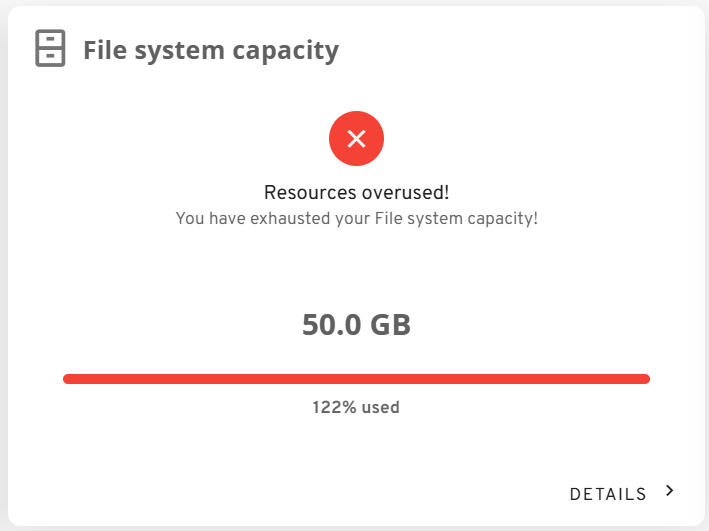 File system capacity
Resources overused!
You have exhausted your File system capacity!
50.0 GB
122% used
DETAILS